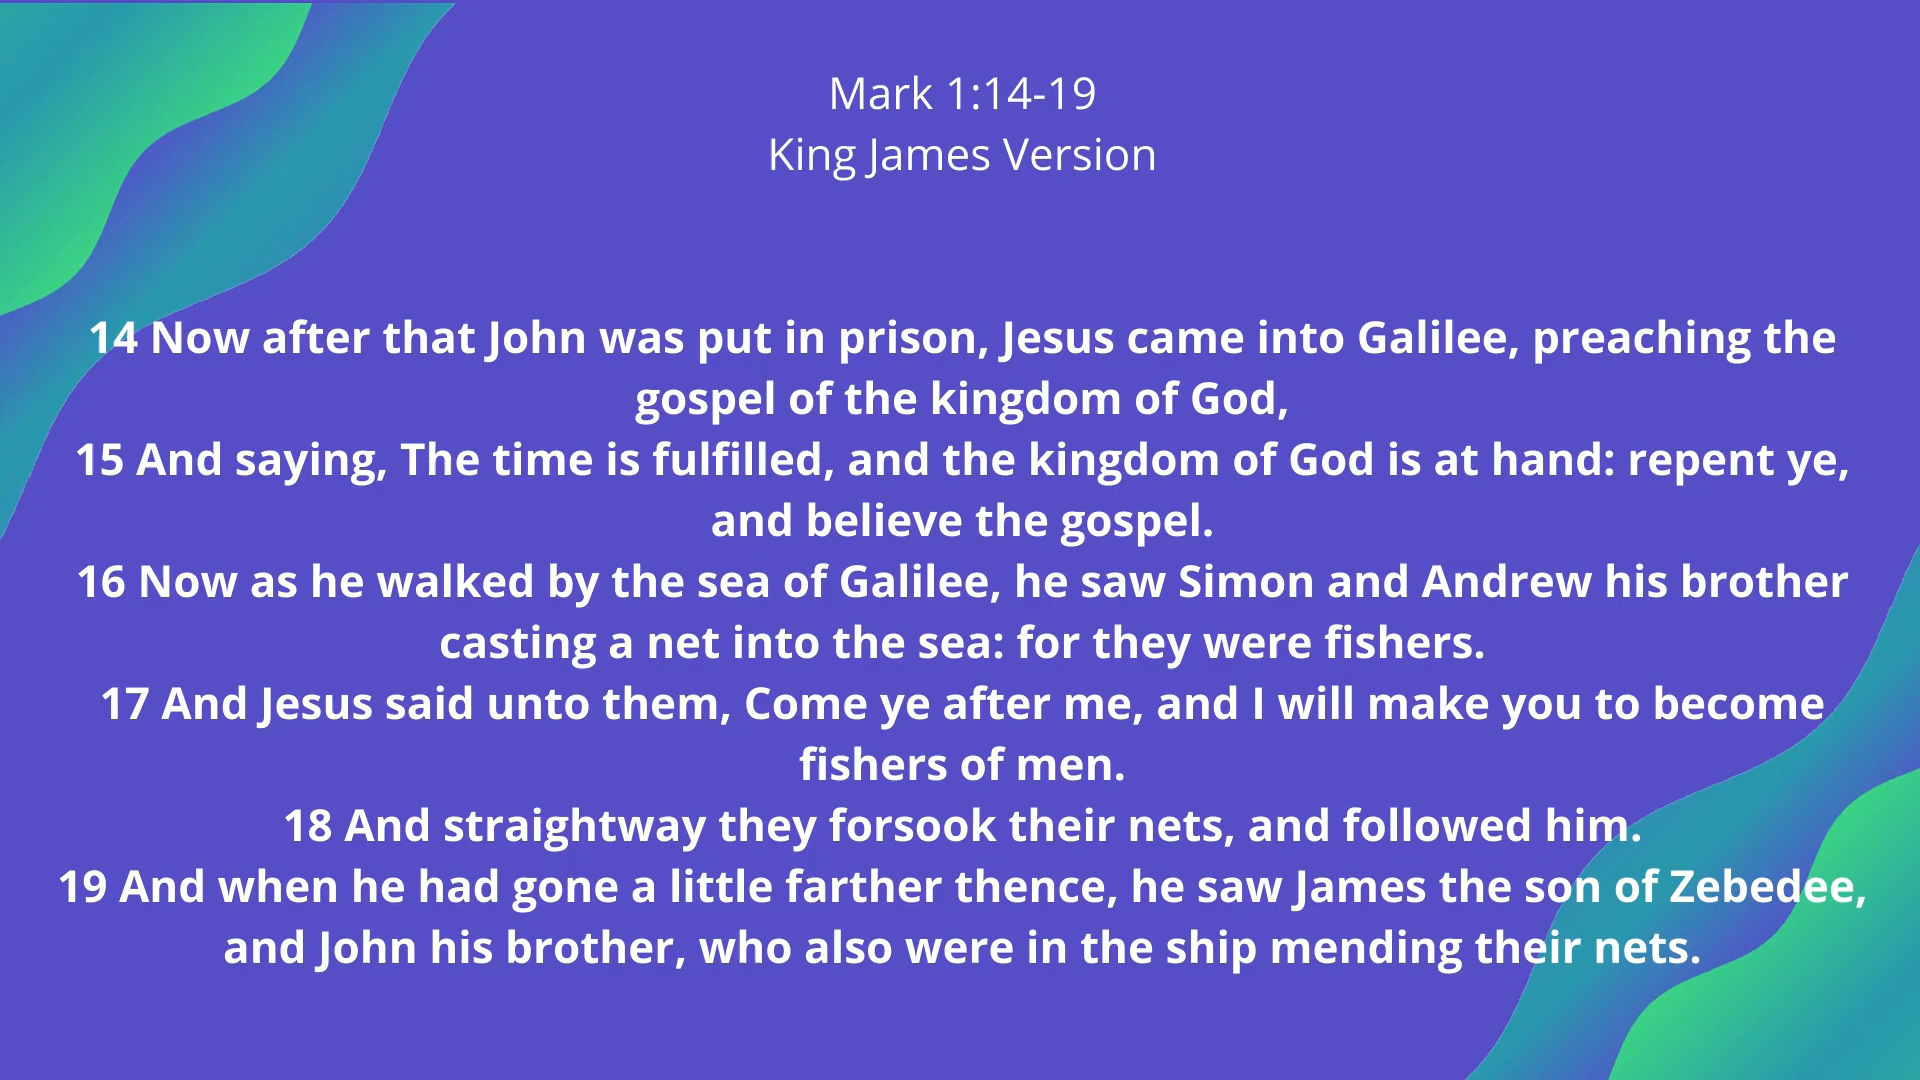 Mark 1:14-19
King James Version
14 Now after that John was put in prison, Jesus came into Galilee, preaching the
gospel of the kingdom of God,
15 And saying, The time is fulfilled, and the kingdom of God is at hand: repent ye,
and believe the gospel.
16 Now as he walked by the sea of Galilee, he saw Simon and Andrew his brother
casting a net into the sea: for they were fishers.
17 And Jesus said unto them, Come ye after me, and I will make you to become
fishers of men.
18 And straightway they forsook their nets, and followed him.
19 And when he had gone a little farther thence, he saw James the son of Zebedee,
and John his brother, who also were in the ship mending their nets.